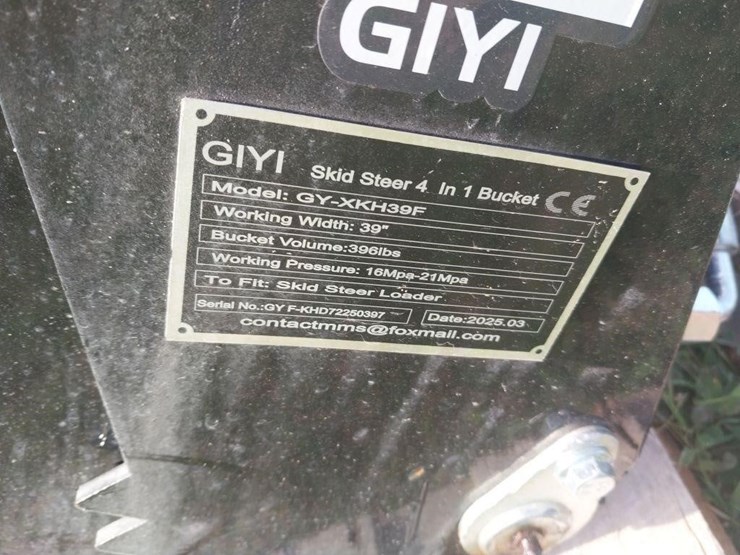 GIYI
GIYI Skid Steer 4 In 1 Bucket CE
Model: GY-XKH39F
Working Width: 39"
Bucket Volume:396lbs
Working Pressure: 16Mpa-21Mpa
To Fit: Skid Steer Loader
Serial No.:GY F-KHD72250397 Date:2025.03
contactmms@foxmail.com